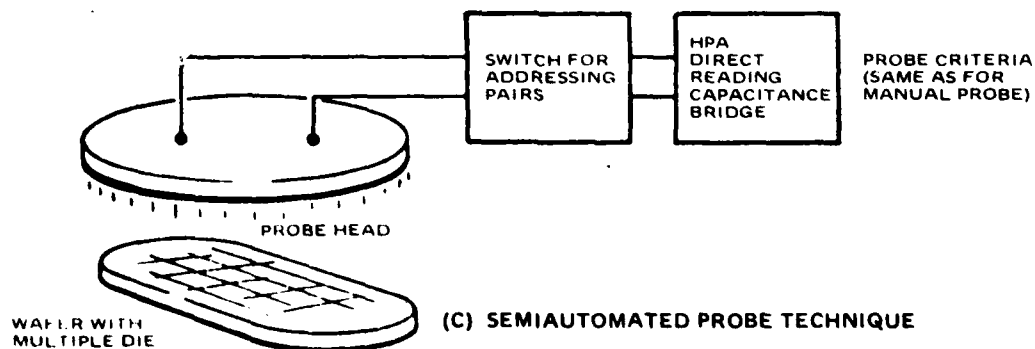 SWITCH FOR
ADDRESSING
PAIRS
HPA
DIRECT
READING
CAPACITANCE
BRIDGE
PROBE CRITERIA
(SAME AS FOR
MANUAL PROBE)
PROBE HEAD
WAFER WITH
MULTIPLE DIE
(C) SEMIAUTOMATED PROBE TECHNIQUE